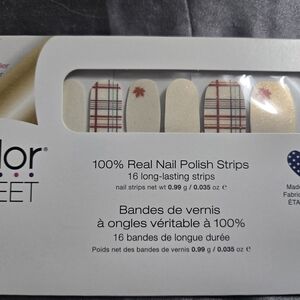 lor®
EET
100% Real Nail Polish Strips
16 long-lasting strips
nail strips net wt 0.99 g / 0.035 oz ℮
Bandes de vernis
à ongles véritable à 100%
16 bandes de longue durée
Poids net des bandes de vernis 0.99 g / 0.035 oz ℮
Made
Fabric
ÉTA